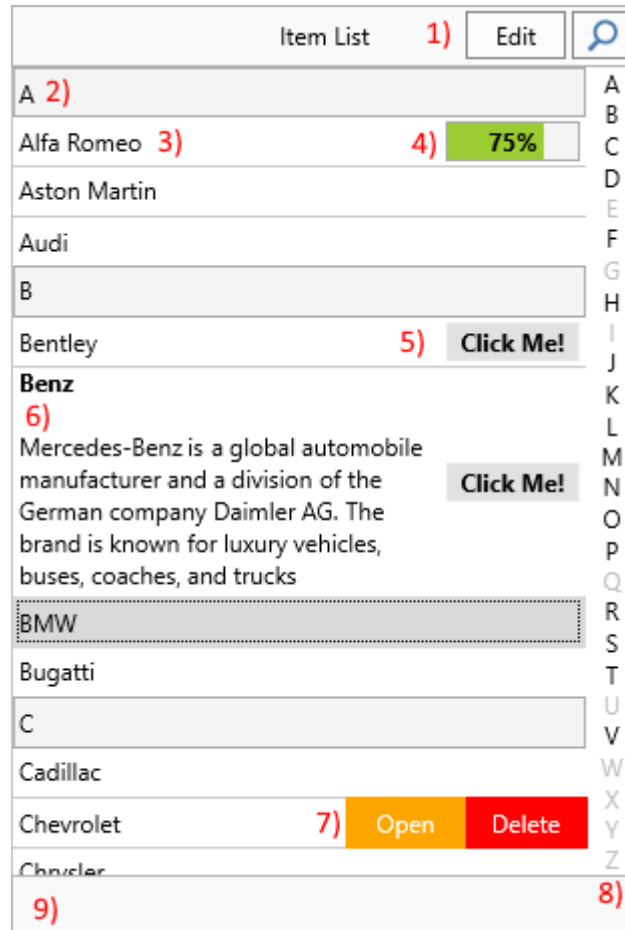 Item List 1) Edit
A 2)
Alfa Romeo 3) 4) 75%
Aston Martin
Audi
B
Bentley 5) Click Me!
Benz
6)
Mercedes-Benz is a global automobile
manufacturer and a division of the
German company Daimler AG. The
brand is known for luxury vehicles,
buses, coaches, and trucks
Click Me!
BMW
Bugatti
C
Cadillac
Chevrolet 7) Open Delete
Chrysler
A
B
C
D
E
F
G
H
I
J
K
L
M
N
O
P
Q
R
S
T
U
V
W
X
Y
Z
8)
9)